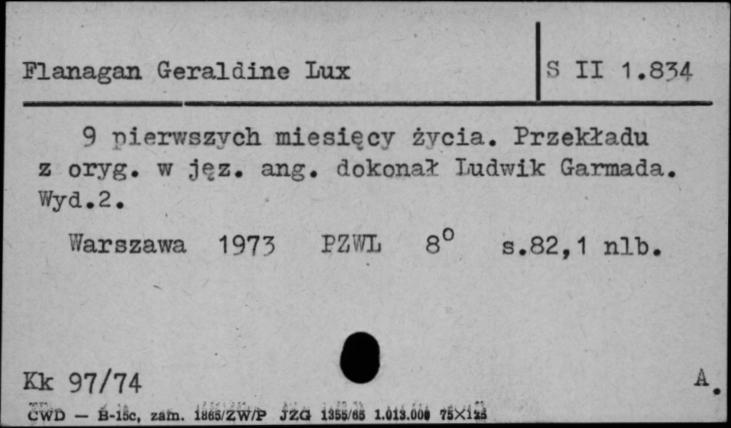 Flanagan Geraldine Lux
S II 1.834
9 pierwszych miesięcy życia. Przekładu
z oryg. w jęz. ang. dokonał Ludwik Garmada.
Wyd.2.
Warszawa 1973 PZWL 8° s.82,1 nlb.
Kk 97/74
A.
CWD — B-15c, zam. 1865/ZW/P JZG 1355/65 1.013.000 75X125